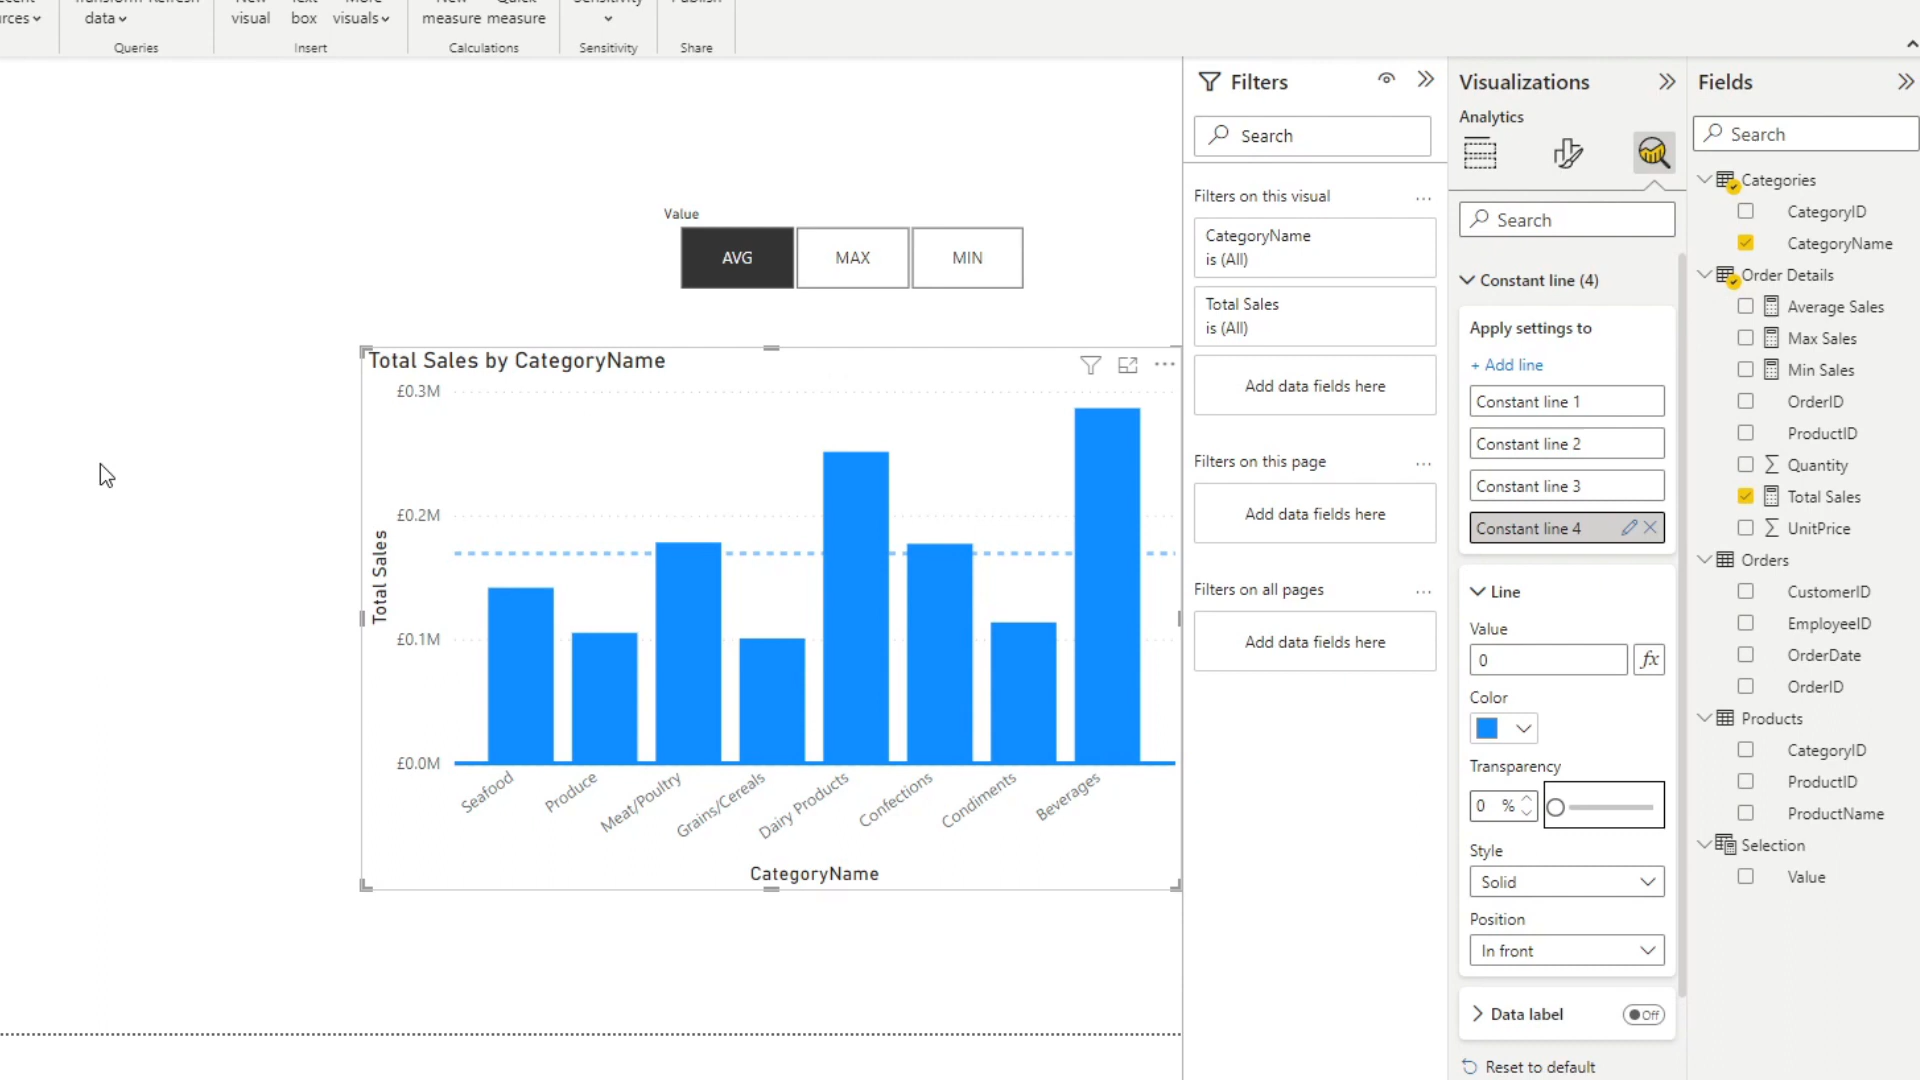 data
visual
box
visuals
measure measure
Queries
Insert
Calculations
Sensitivity
Share
Value
AVG
MAX
MIN
Total Sales by CategoryName
£0.3M
£0.2M
£0.1M
£0.0M
Total Sales
Seafood
Produce
Meat/Poultry
Grains/Cereals
Dairy Products
Confections
Condiments
Beverages
CategoryName
Filters
Search
Filters on this visual
CategoryName
is (All)
Total Sales
is (All)
Add data fields here
Filters on this page
Add data fields here
Filters on all pages
Add data fields here
Visualizations
Analytics
Search
Constant line (4)
Apply settings to
+ Add line
Constant line 1
Constant line 2
Constant line 3
Constant line 4
Line
Value
0
fx
Color
Transparency
0 %
Style
Solid
Position
In front
Data label
Off
Reset to default
Fields
Search
Categories
CategoryID
CategoryName
Order Details
Average Sales
Max Sales
Min Sales
OrderID
ProductID
Quantity
Total Sales
UnitPrice
Orders
CustomerID
EmployeeID
OrderDate
OrderID
Products
CategoryID
ProductID
ProductName
Selection
Value